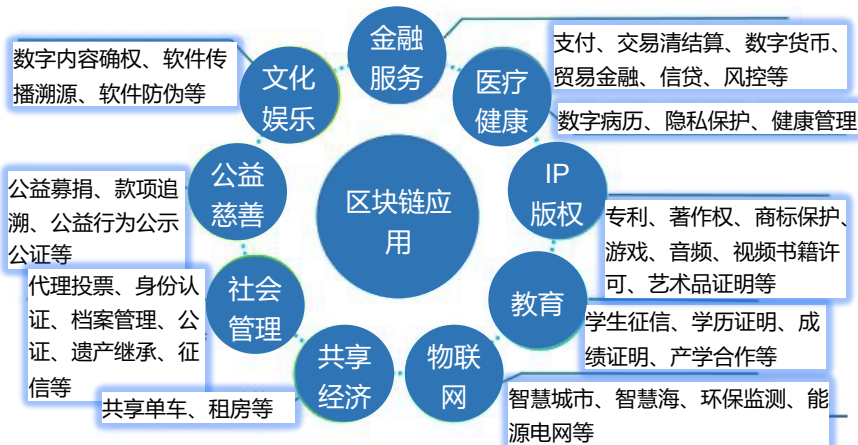 金融
服务
支付、交易清结算、数字货币、
贸易金融、信贷、风控等
医疗
健康
数字病历、隐私保护、健康管理
IP
版权
专利、著作权、商标保护、
游戏、音频、视频书籍许
可、艺术品证明等
教育
学生征信、学历证明、成
绩证明、产学合作等
物联
网
智慧城市、智慧海、环保监测、能
源电网等
共享
经济
共享单车、租房等
社会
管理
代理投票、身份认
证、档案管理、公
证、遗产继承、征
信等
公益
慈善
公益募捐、款项追
溯、公益行为公示
公证等
文化
娱乐
数字内容确权、软件传
播溯源、软件防伪等
区块链应
用